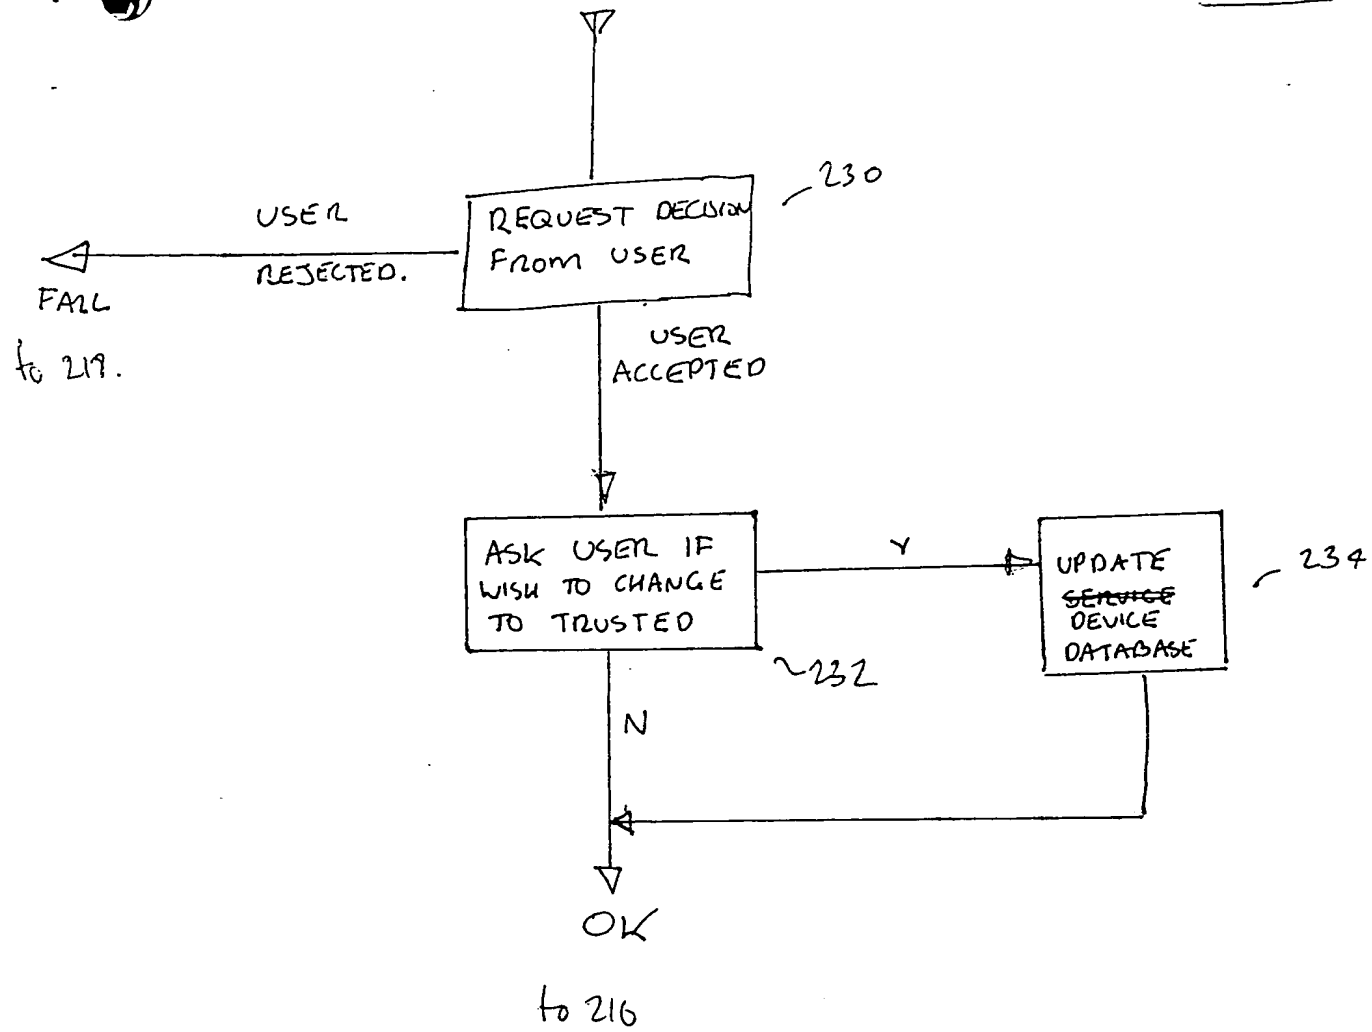 230
REQUEST DECISION
FROM USER
USER
REJECTED.
FAIL
to 218.
USER
ACCEPTED
ASK USER IF
WISH TO CHANGE
TO TRUSTED
232
Y
UPDATE
SERVICE
DEVICE
DATABASE
234
N
OK
to 216